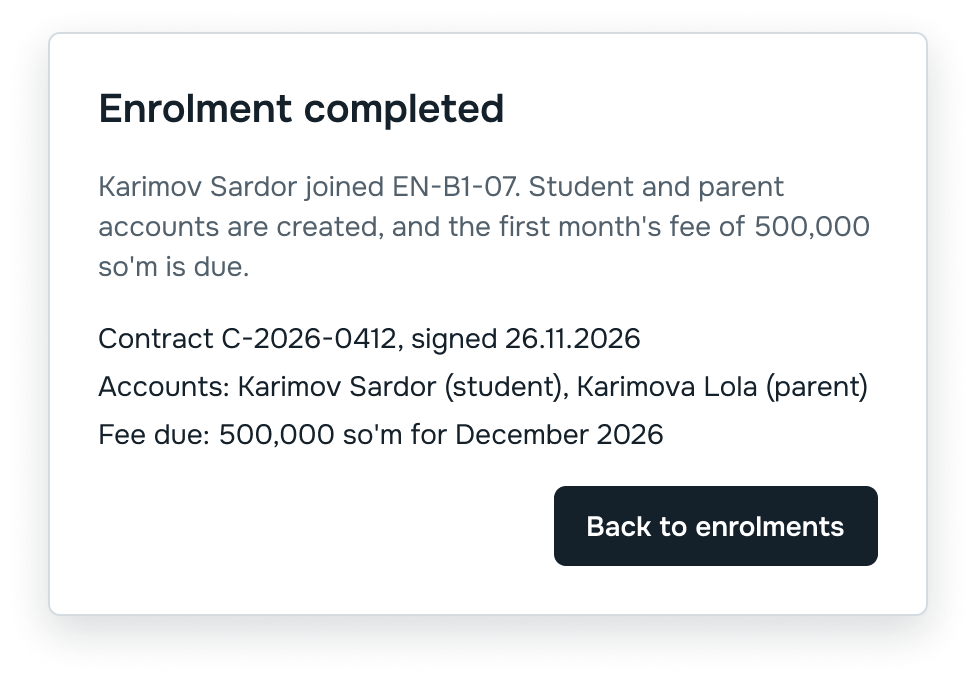 Enrolment completed
Karimov Sardor joined EN-B1-07. Student and parent
accounts are created, and the first month's fee of 500,000
so'm is due.
Contract C-2026-0412, signed 26.11.2026
Accounts: Karimov Sardor (student), Karimova Lola (parent)
Fee due: 500,000 so'm for December 2026
Back to enrolments